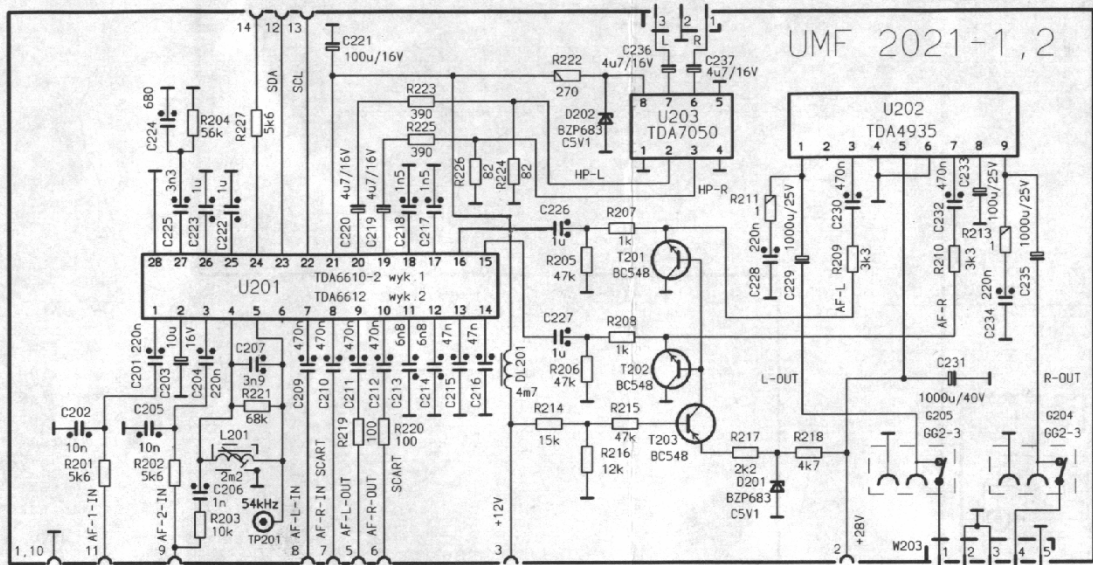 UMF 2021-1,2
14 12 13
SDA
SCL
C221
100u/16V
3 2 1
L R
C236
4u7/16V
C237
4u7/16V
R222
270
8 7 6 5
U203
TDA7050
1 2 3 4
D202
BZP683
C5V1
HP-L
HP-R
680
C224
R204
56k
R227
5k6
R223
390
R225
390
R226
82
R224
82
3n3
C225
1u
C223
1u
C222
4u7/16V
C220
4u7/16V
C219
1n5
C218
1n5
C217
28 27 26 25 24 23 22 21 20 19 18 17 16 15
U201
TDA6610-2 wyk.1
TDA6612 wyk.2
1 2 3 4 5 6 7 8 9 10 11 12 13 14
U202
TDA4935
1 2 3 4 5 6 7 8 9
R211
1
220n
C228
1000u/25V
C229
470n
C230
R209
3k3
AF-L
470n
C232
C233
100u/25V
R210
3k3
AF-R
R213
1
220n
C234
1000u/25V
C235
C226
1u
R207
1k
R205
47k
T201
BC548
C227
1u
R208
1k
R206
47k
T202
BC548
220n
C201
10u
16V
C203
220n
C204
C207
3n9
R221
68k
470n
C209
470n
C210
470n
C211
470n
C212
6n8
C213
6n8
C214
47n
C215
47n
C216
DL201
4m7
C202
10n
C205
10n
R201
5k6
R202
5k6
L201
2m2
C206
1n
R203
10k
54kHz
TP201
R219
100
R220
100
AF-1-IN
AF-2-IN
AF-L-IN
AF-R-IN SCART
AF-L-OUT
AF-R-OUT
SCART
R214
15k
R215
47k
R216
12k
T203
BC548
R217
2k2
R218
4k7
D201
BZP683
C5V1
L-OUT
R-OUT
C231
1000u/40V
G205
GG2-3
G204
GG2-3
+12V
+28V
W203
1 2 3 4 5
1,10 11 9 8 7 5 6 3 2